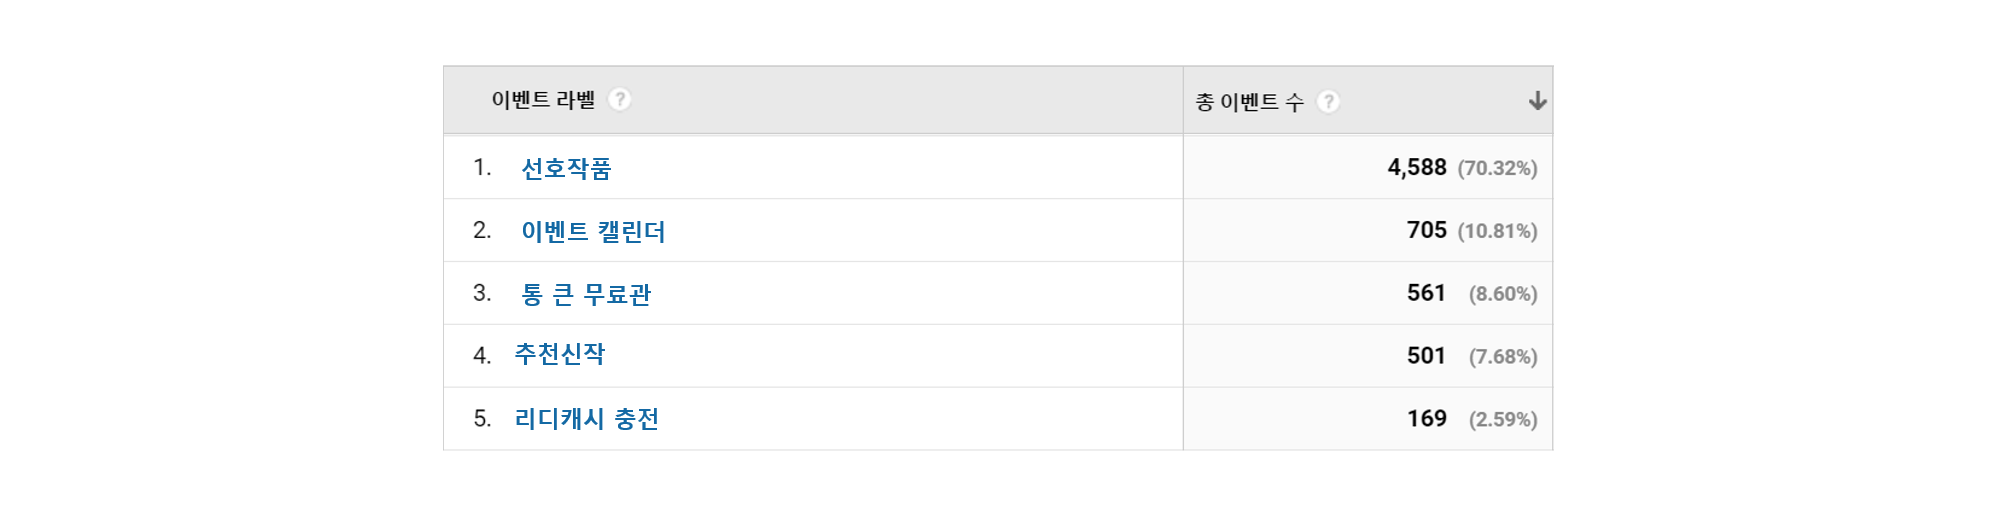 이벤트 라벨 ? 총 이벤트 수 ?
1. 선호작품 4,588 (70.32%)
2. 이벤트 캘린더 705 (10.81%)
3. 통 큰 무료관 561 (8.60%)
4. 추천신작 501 (7.68%)
5. 리디캐시 충전 169 (2.59%)